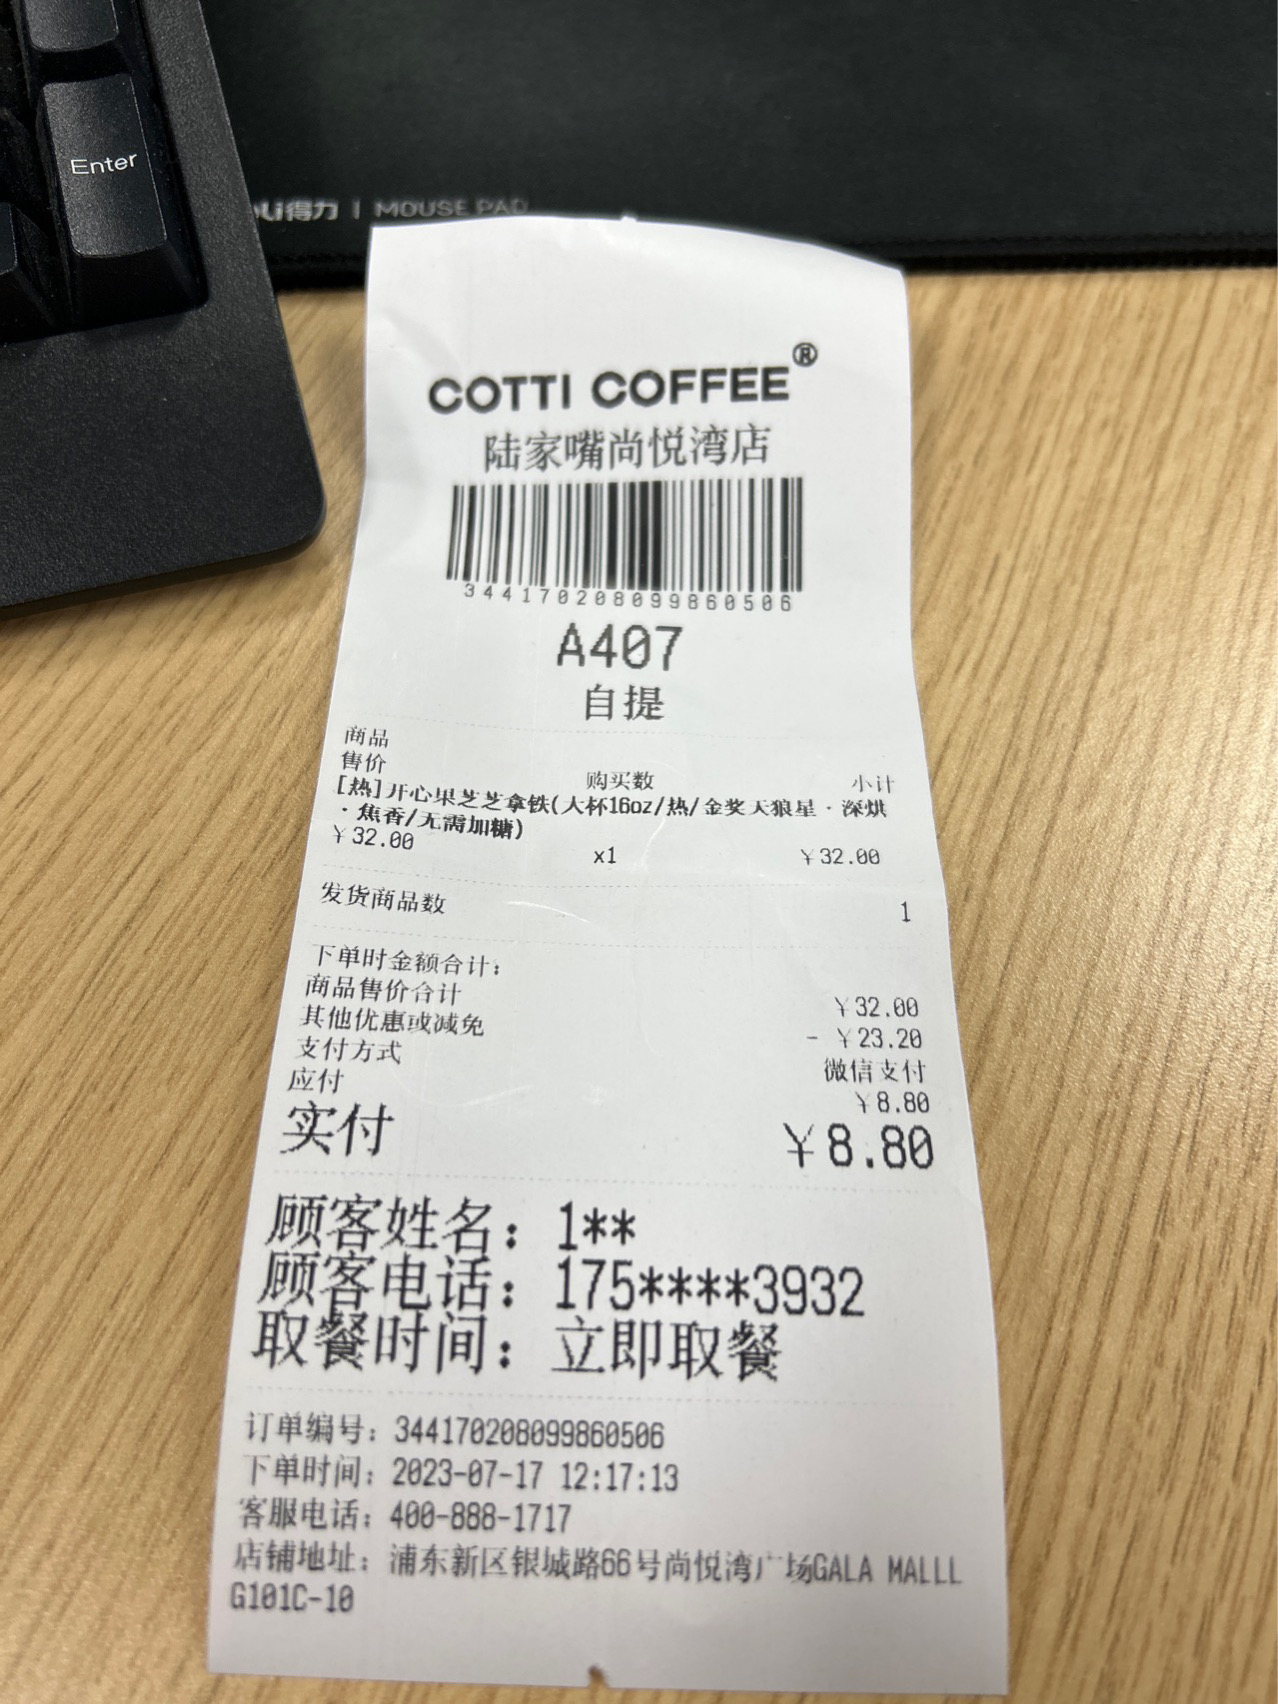 Enter
得力 | MOUSE PAD
COTTI COFFEE®
陆家嘴尚悦湾店
344170208099860506
A407
自提
商品
售价 购买数 小计
[热]开心果芝芝拿铁(大杯16oz/热/金奖天狼星·深烘
·焦香/无需加糖)
￥32.00 x1 ￥32.00
发货商品数 1
下单时金额合计:
商品售价合计 ￥32.00
其他优惠或减免 - ￥23.20
支付方式 微信支付
应付 ￥8.80
实付 ￥8.80
顾客姓名: 1**
顾客电话: 175****3932
取餐时间: 立即取餐
订单编号: 344170208099860506
下单时间: 2023-07-17 12:17:13
客服电话: 400-888-1717
店铺地址: 浦东新区银城路66号尚悦湾广场GALA MALLL
G101C-10